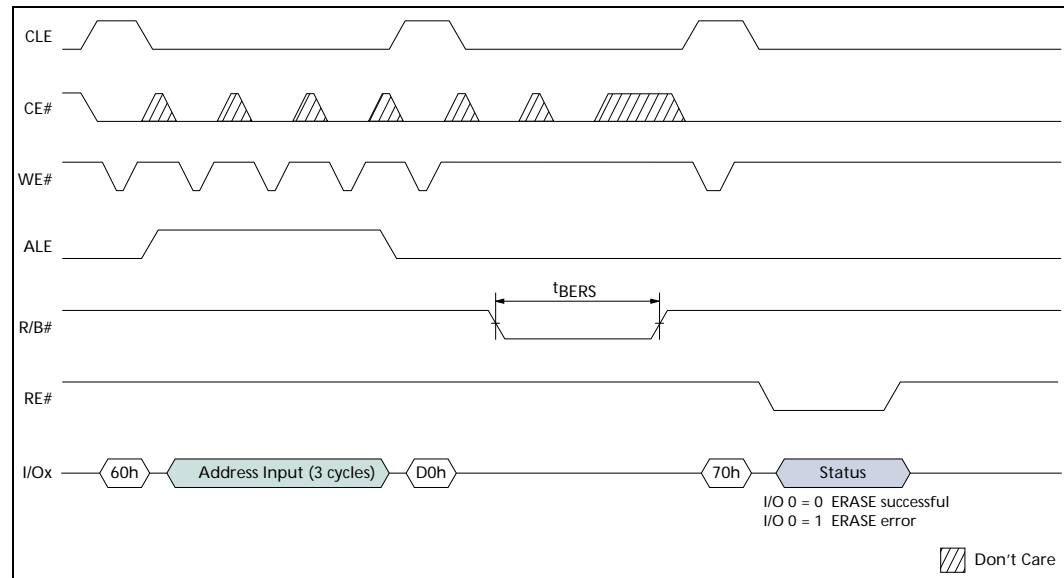 CLE
CE#
WE#
ALE
tBERS
R/B#
RE#
I/Ox
60h
Address Input (3 cycles)
D0h
70h
Status
I/O 0 = 0 ERASE successful
I/O 0 = 1 ERASE error
Don't Care